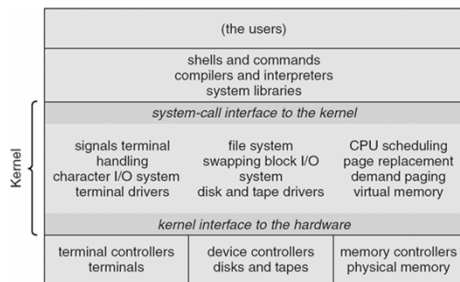 (the users)
shells and commands
compilers and interpreters
system libraries
system-call interface to the kernel
Kernel
signals terminal
handling
character I/O system
terminal drivers
file system
swapping block I/O
system
disk and tape drivers
CPU scheduling
page replacement
demand paging
virtual memory
kernel interface to the hardware
terminal controllers
terminals
device controllers
disks and tapes
memory controllers
physical memory